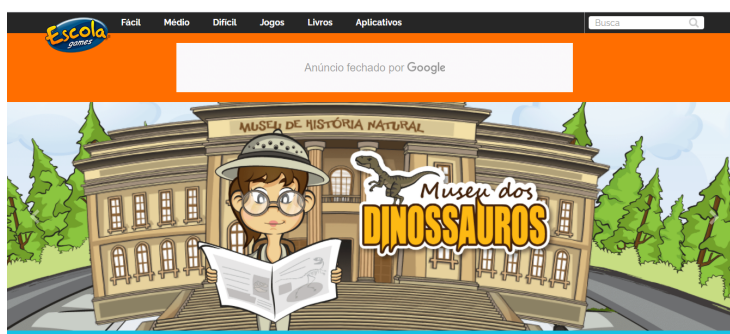 Escola games
Fácil Médio Difícil Jogos Livros Aplicativos
Busca
Anúncio fechado por Google
MUSEU DE HISTÓRIA NATURAL
Museu dos
DINOSSAUROS